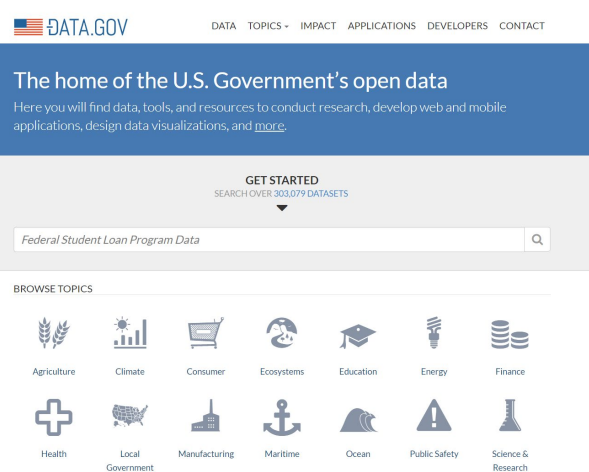 DATA.GOV
DATA TOPICS IMPACT APPLICATIONS DEVELOPERS CONTACT
The home of the U.S. Government’s open data
Here you will find data, tools, and resources to conduct research, develop web and mobile
applications, design data visualizations, and more.
GET STARTED
SEARCH OVER 303,079 DATASETS
Federal Student Loan Program Data
BROWSE TOPICS
Agriculture Climate Consumer Ecosystems Education Energy Finance
Health Local Manufacturing Maritime Ocean Public Safety Science &
Government Research